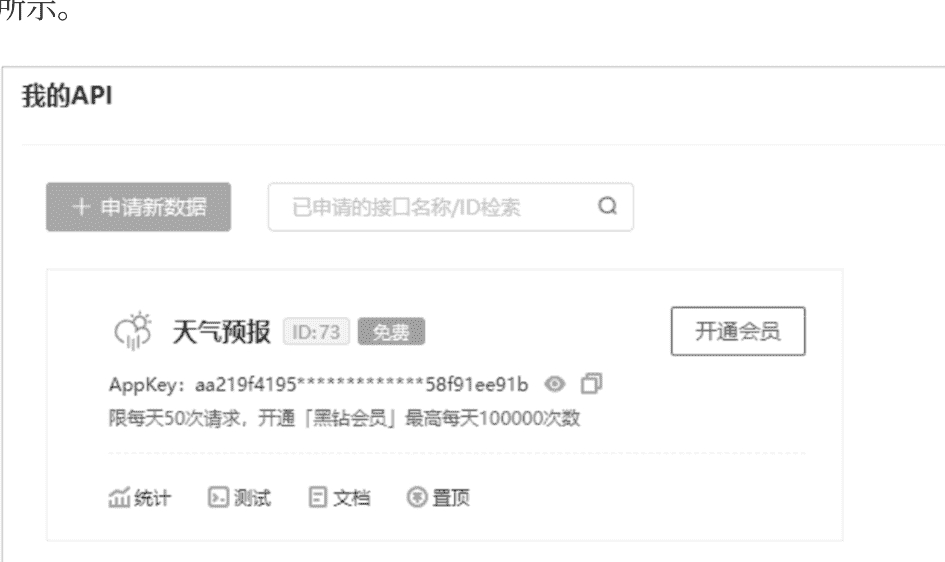 所示。
我的API
申请新数据
已申请的接口名称/ID检索
天气预报 ID:73 免费 开通会员
AppKey：aa219f4195*************58f91ee91b
限每天50次请求，开通「黑钻会员」最高每天100000次数
统计 测试 文档 置顶